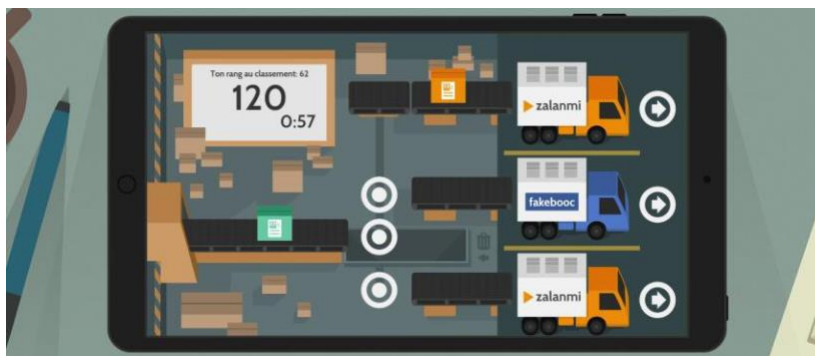 Ton rang au classement: 62
120
0:57
zalanmi
fakebooc
zalanmi